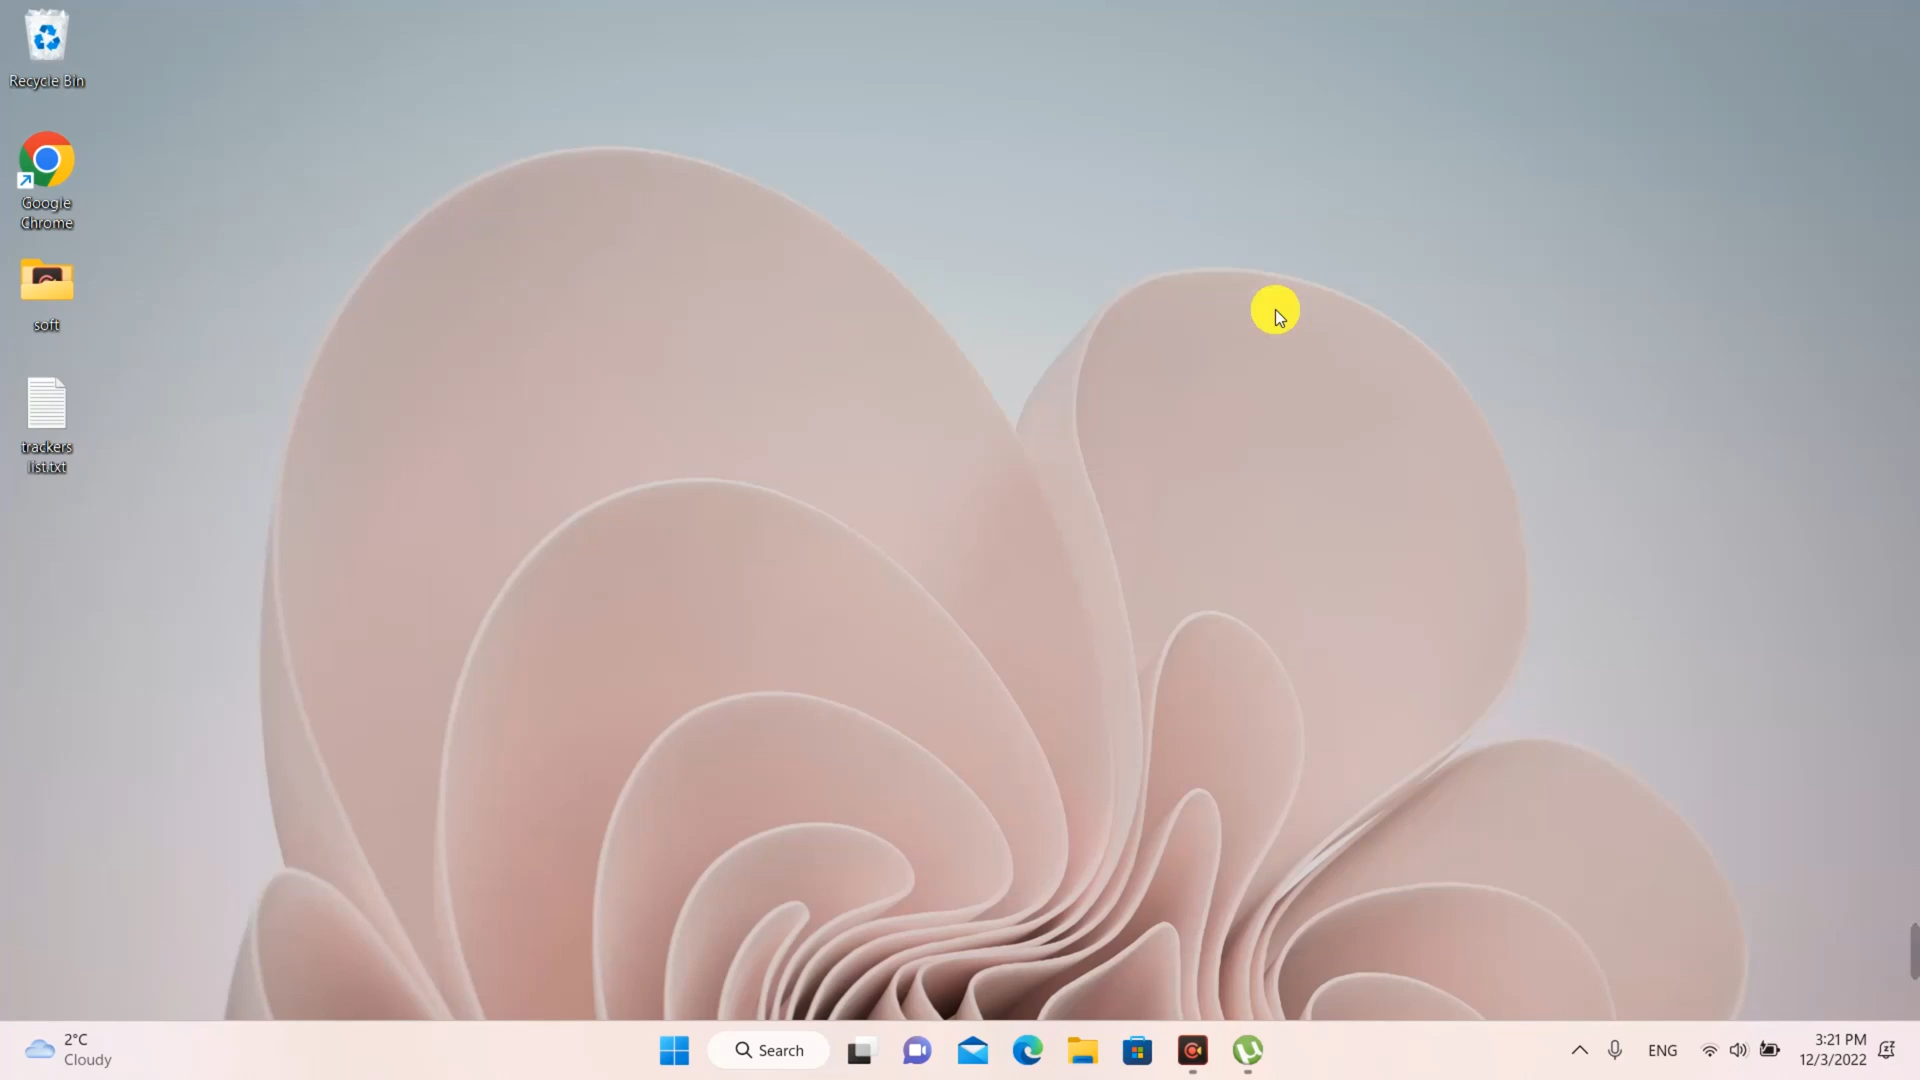 Recycle Bin
Google
Chrome
soft
trackers
list.txt
2°C
Cloudy
Search
ENG
3:21 PM
12/3/2022